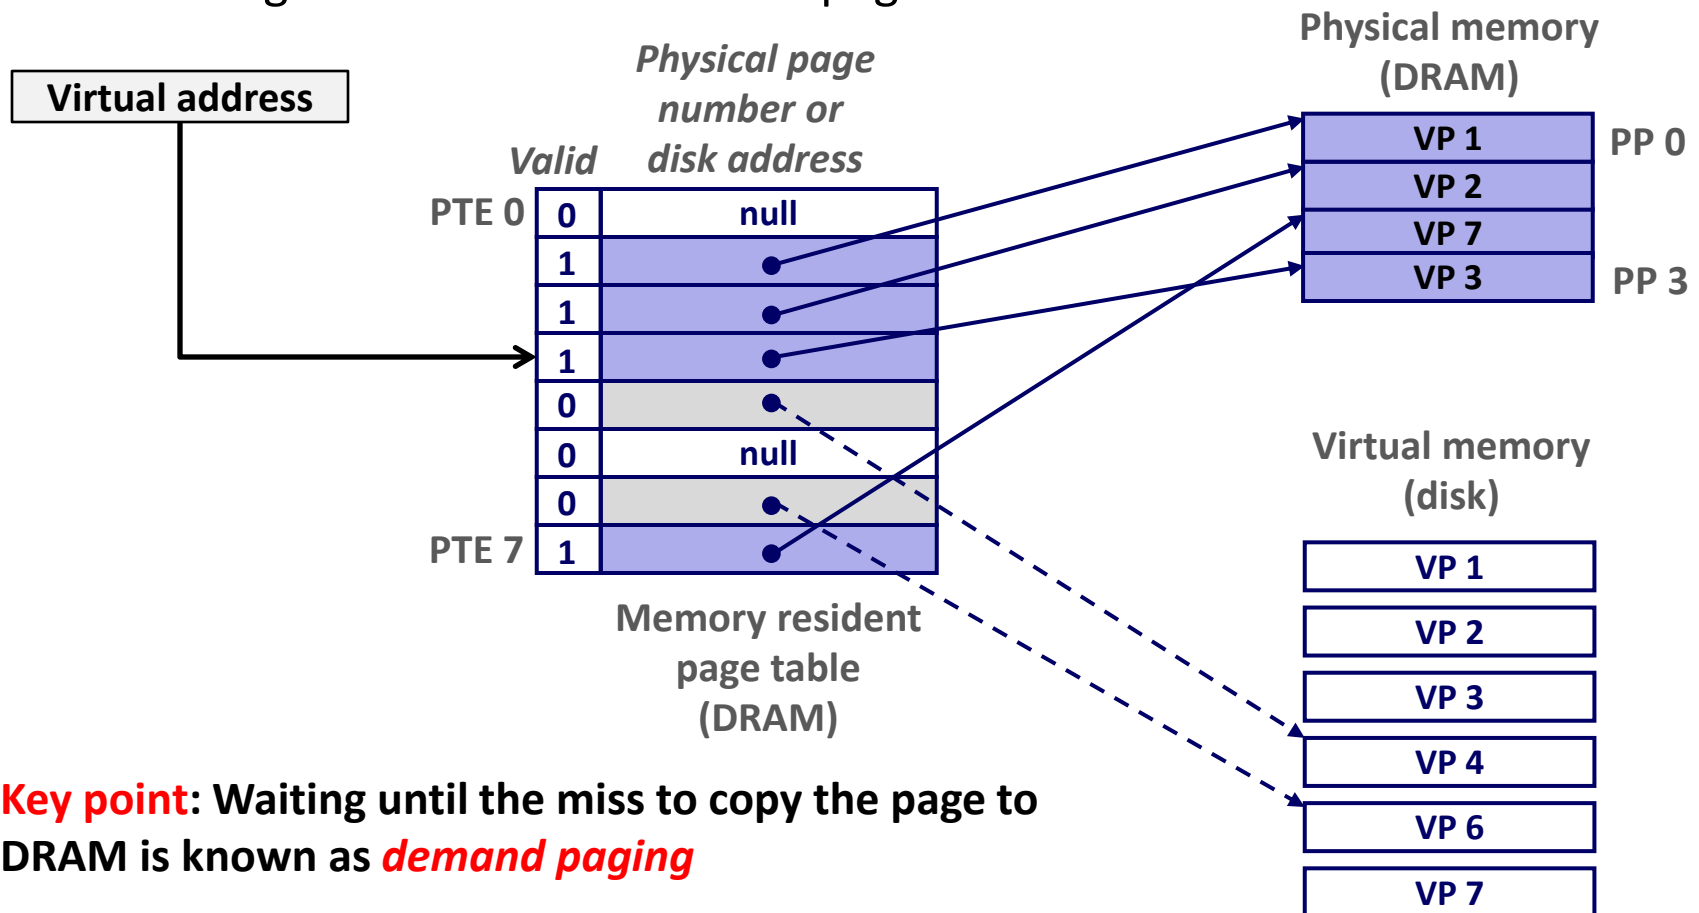 Physical memory
(DRAM)
Physical page
number or
disk address
Virtual address
Valid
VP 1
PP 0
VP 2
VP 7
VP 3
PP 3
PTE 0
0
null
1
1
1
0
0
null
0
PTE 7
1
Memory resident
page table
(DRAM)
Virtual memory
(disk)
VP 1
VP 2
VP 3
VP 4
VP 6
VP 7
Key point: Waiting until the miss to copy the page to
DRAM is known as demand paging